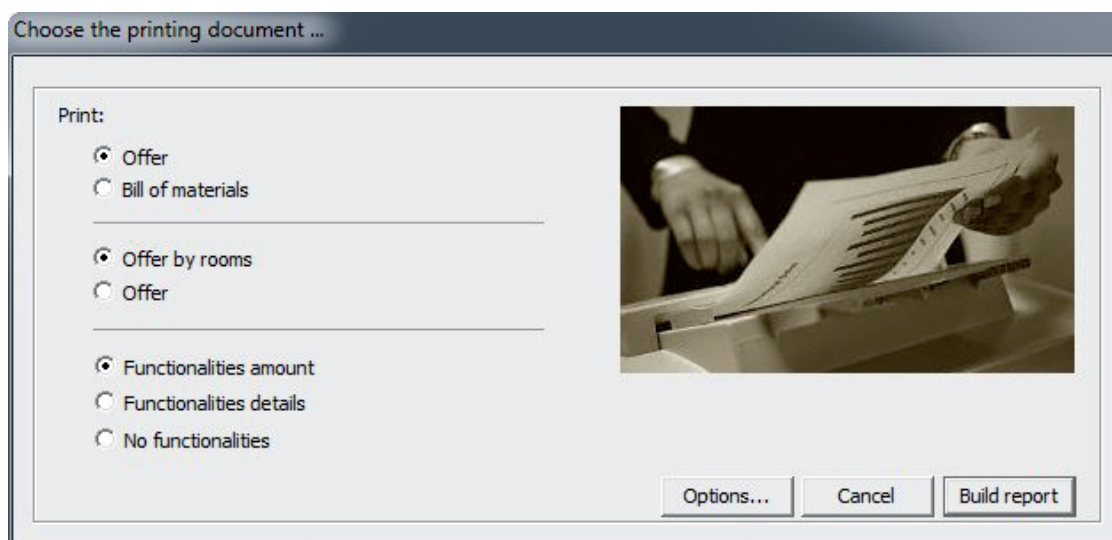 Choose the printing document ...
Print:
Offer
Bill of materials
Offer by rooms
Offer
Functionalities amount
Functionalities details
No functionalities
Options...
Cancel
Build report